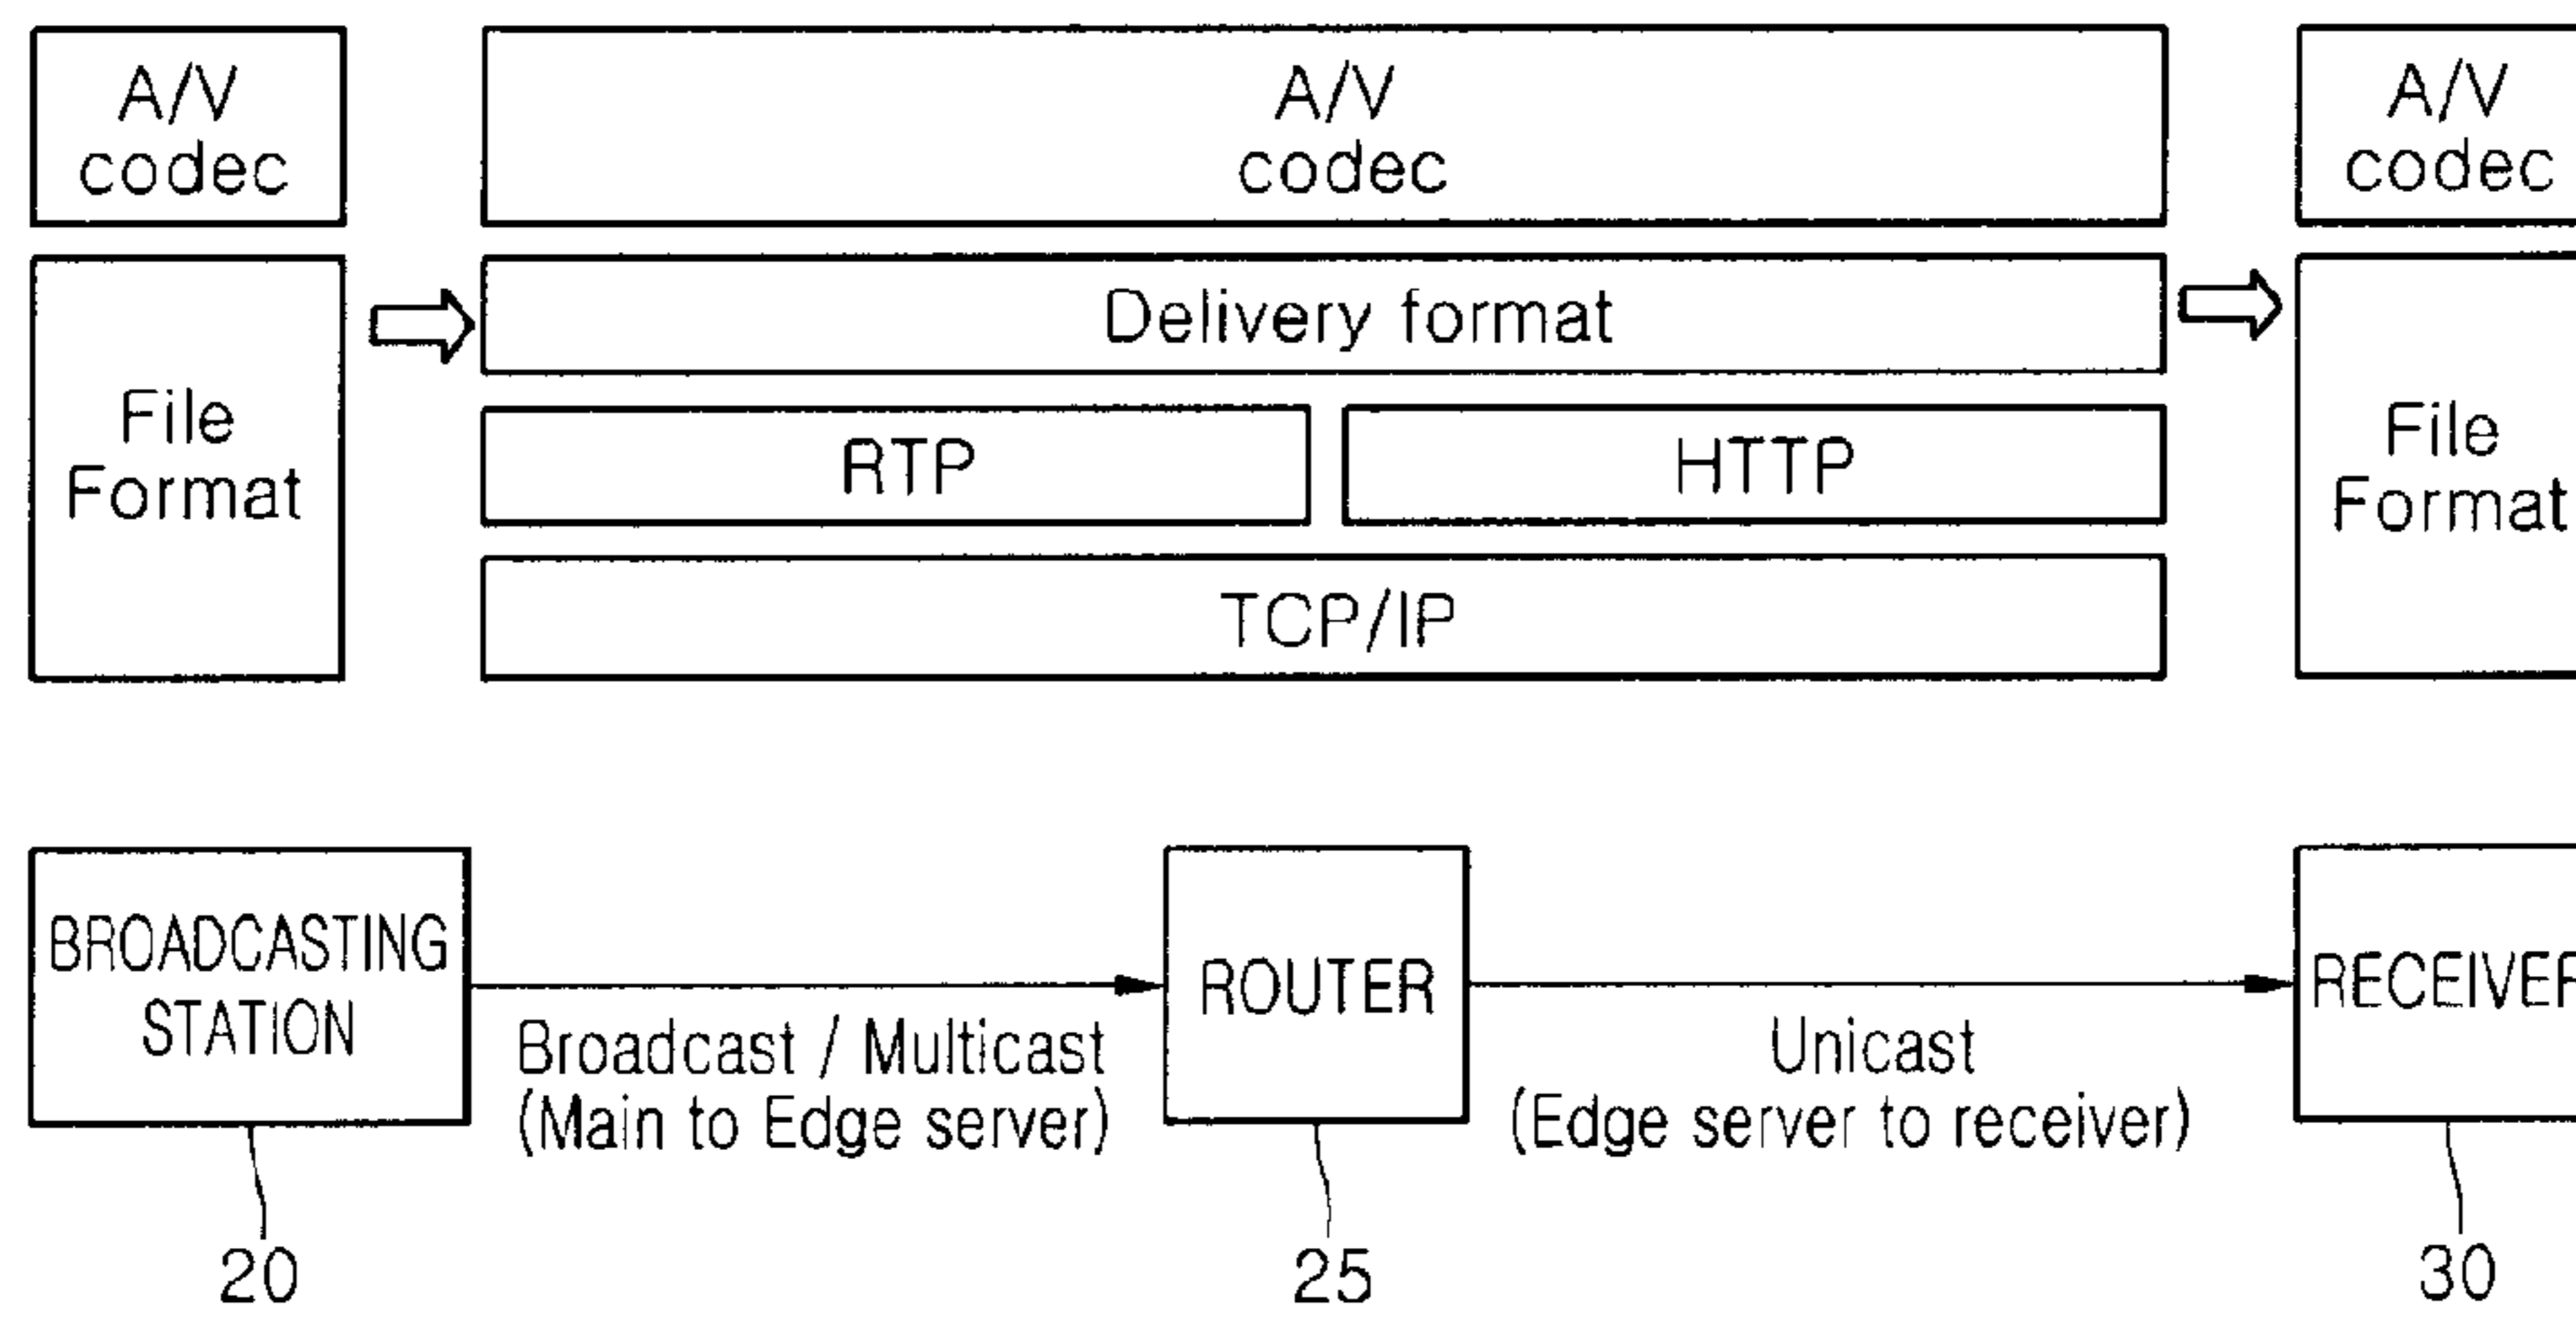 A/V
codec
A/V
codec
A/V
codec
Delivery format
File
Format
RTP
HTTP
File
Format
TCP/IP
BROADCASTING
STATION
ROUTER
RECEIVER
Broadcast / Multicast
(Main to Edge server)
Unicast
(Edge server to receiver)
20
25
30